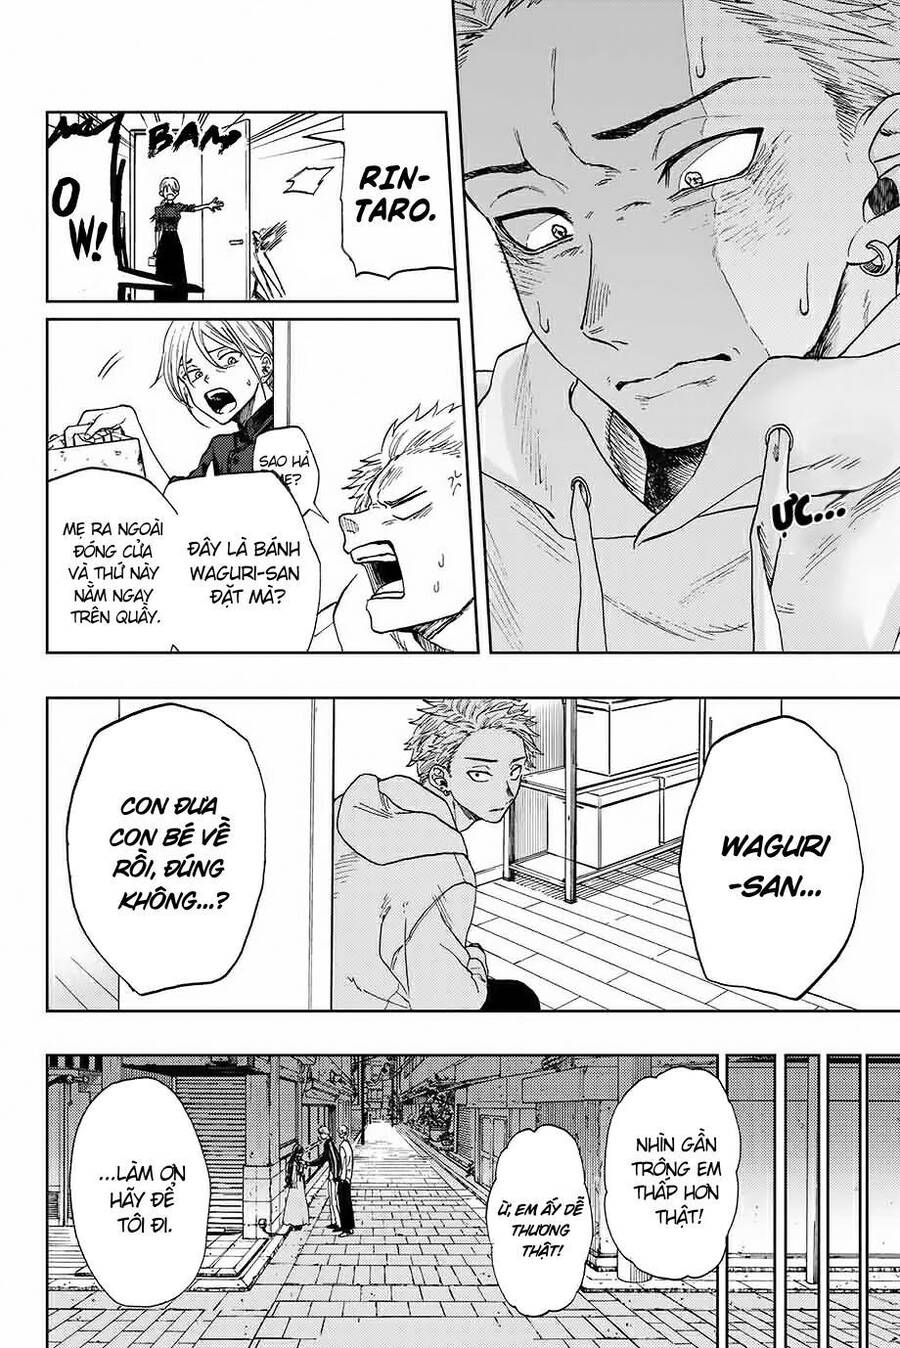 ỰC...
RIN-
TARO.
BAM
OW!
SAO HẢ
MẸ?
ĐÂY LÀ BÁNH
WAGURI-SAN
ĐẶT MÀ?
MẸ RA NGOÀI
ĐÓNG CỬA
VÀ THỨ NÀY
NẰM NGAY
TRÊN QUẦY.
WAGURI
-SAN...
CON ĐƯA
CON BÉ VỀ
RỒI, ĐÚNG
KHÔNG...?
NHÌN GẦN
TRÔNG EM
THẤP HƠN
THẬT!
Ừ, EM ẤY DỄ
THƯƠNG
THẬT!
...LÀM ƠN
HÃY ĐỂ
TÔI ĐI.